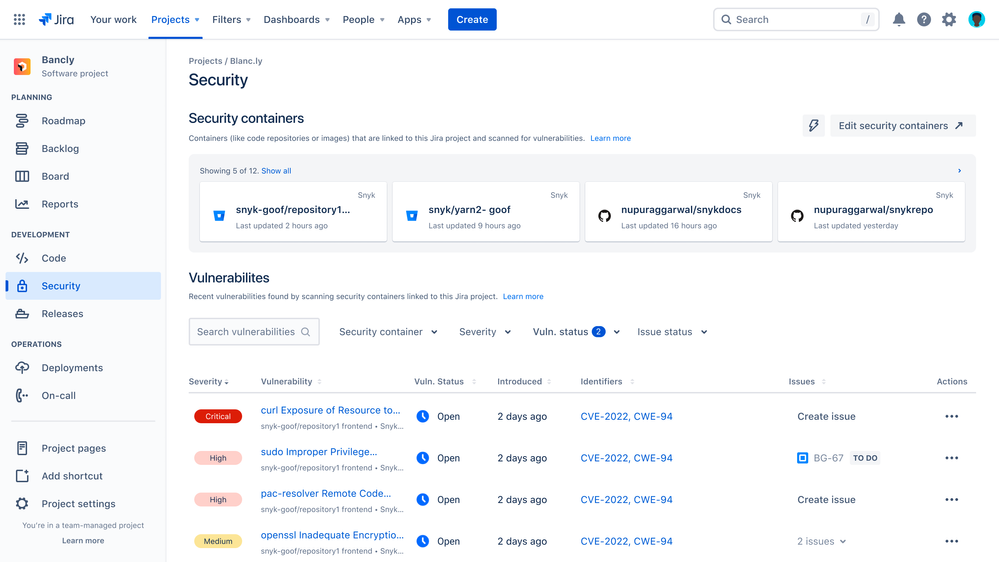 Jira Your work Projects Filters Dashboards People Apps Create Search /
Bancly
Software project
PLANNING
Roadmap
Backlog
Board
Reports
DEVELOPMENT
Code
Security
Releases
OPERATIONS
Deployments
On-call
Project pages
Add shortcut
Project settings
You're in a team-managed project
Learn more
Projects / Blanc.ly
Security
Security containers
Containers (like code repositories or images) that are linked to this Jira project and scanned for vulnerabilities. Learn more
Edit security containers
Showing 5 of 12. Show all
Snyk
snyk-goof/repository1...
Last updated 2 hours ago
Snyk
snyk/yarn2- goof
Last updated 9 hours ago
Snyk
nupuraggarwal/snykdocs
Last updated 16 hours ago
Snyk
nupuraggarwal/snykrepo
Last updated yesterday
Vulnerabilites
Recent vulnerabilities found by scanning security containers linked to this Jira project. Learn more
Search vulnerabilities Security container Severity Vuln. status 2 Issue status
Severity Vulnerability Vuln. Status Introduced Identifiers Issues Actions
Critical curl Exposure of Resource to... Open 2 days ago CVE-2022, CWE-94 Create issue
snyk-goof/repository1 frontend • Snyk...
High sudo Improper Privilege... Open 2 days ago CVE-2022, CWE-94 BG-67 TO DO
snyk-goof/repository1 frontend • Snyk...
High pac-resolver Remote Code... Open 2 days ago CVE-2022, CWE-94 Create issue
snyk-goof/repository1 frontend • Snyk...
Medium openssl Inadequate Encryptio... Open 2 days ago CVE-2022, CWE-94 2 issues
snyk-goof/repository1 frontend • Snyk...